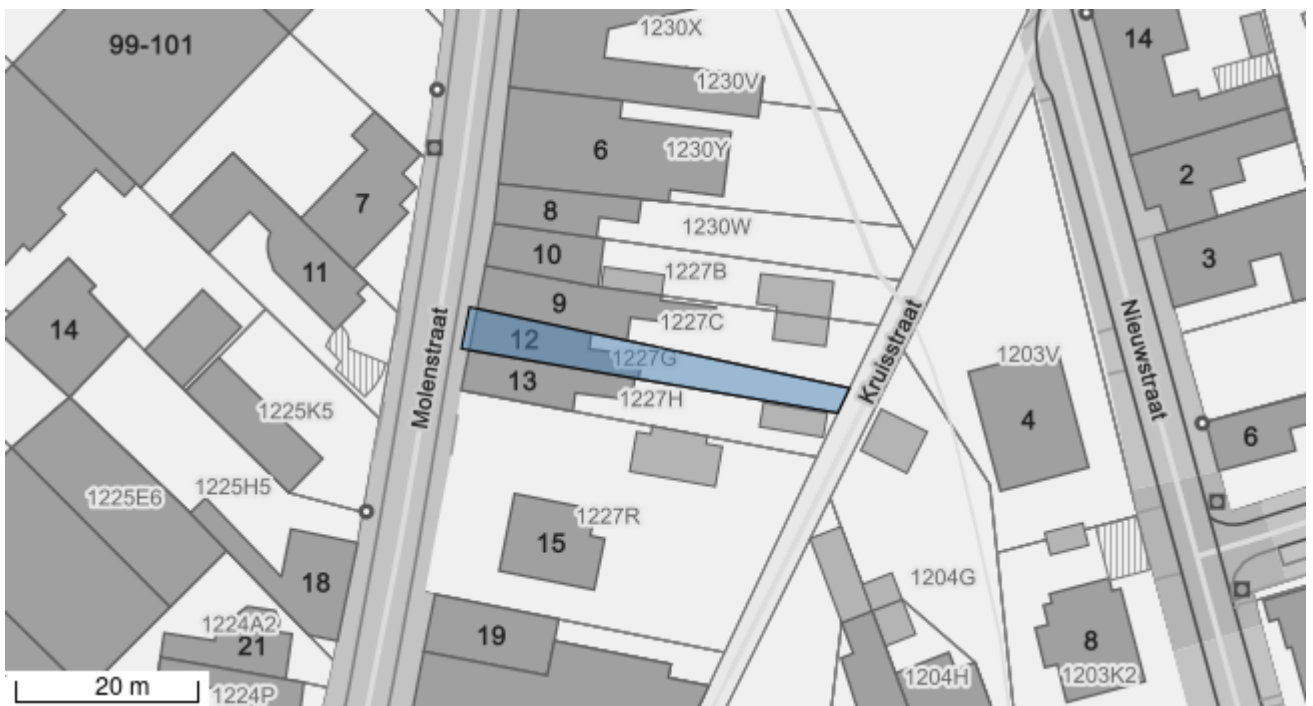 99-101
1230X
14
1230V
6
1230Y
2
7
8
1230W
10
1227B
3
11
9
1227C
14
12
1227G
13
1227H
Molenstraat
Kruisstraat
Nieuwstraat
1203V
4
1225K5
6
1225H5
1225E6
1227R
15
18
1204G
1224A2
21
19
8
1203K2
1204H
1224P
20 m